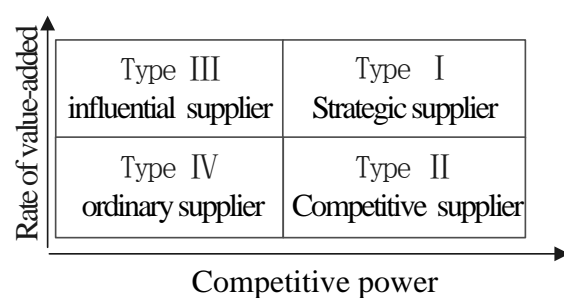 Rate of value-added
Type Ⅲ
influential supplier
Type Ⅰ
Strategic supplier
Type Ⅳ
ordinary supplier
Type Ⅱ
Competitive supplier
Competitive power